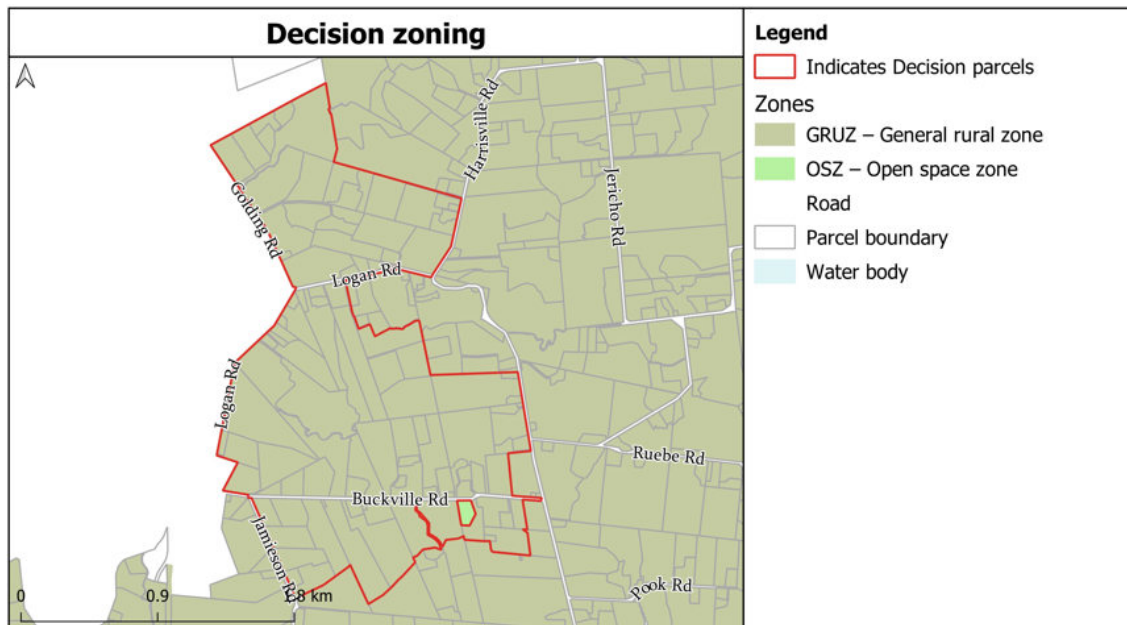 Decision zoning
Harrisville Rd
Jericho Rd
Golding Rd
Logan Rd
Logan Rd
Ruebe Rd
Buckville Rd
Jamieson Rd
Pook Rd
0
0.9
1.8 km
Legend
Indicates Decision parcels
Zones
GRUZ – General rural zone
OSZ – Open space zone
Road
Parcel boundary
Water body